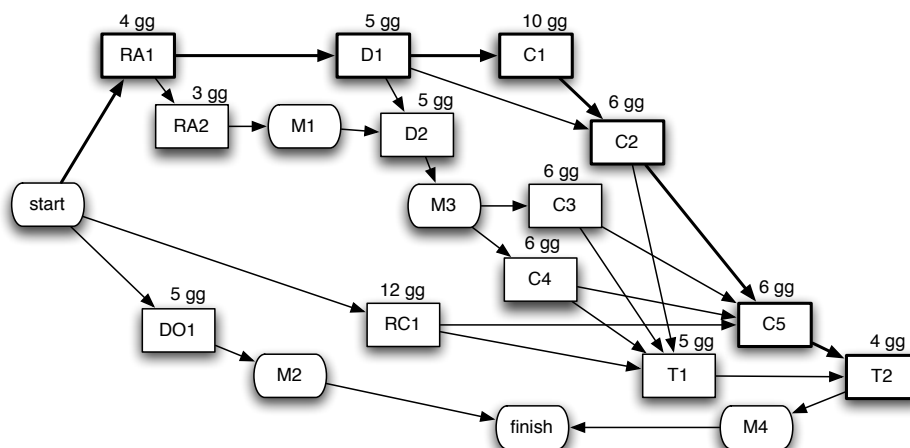 4 gg
RA1
5 gg
D1
10 gg
C1
3 gg
RA2
M1
5 gg
D2
6 gg
C2
start
M3
6 gg
C3
6 gg
C4
5 gg
DO1
12 gg
RC1
6 gg
C5
M2
5 gg
T1
4 gg
T2
finish
M4